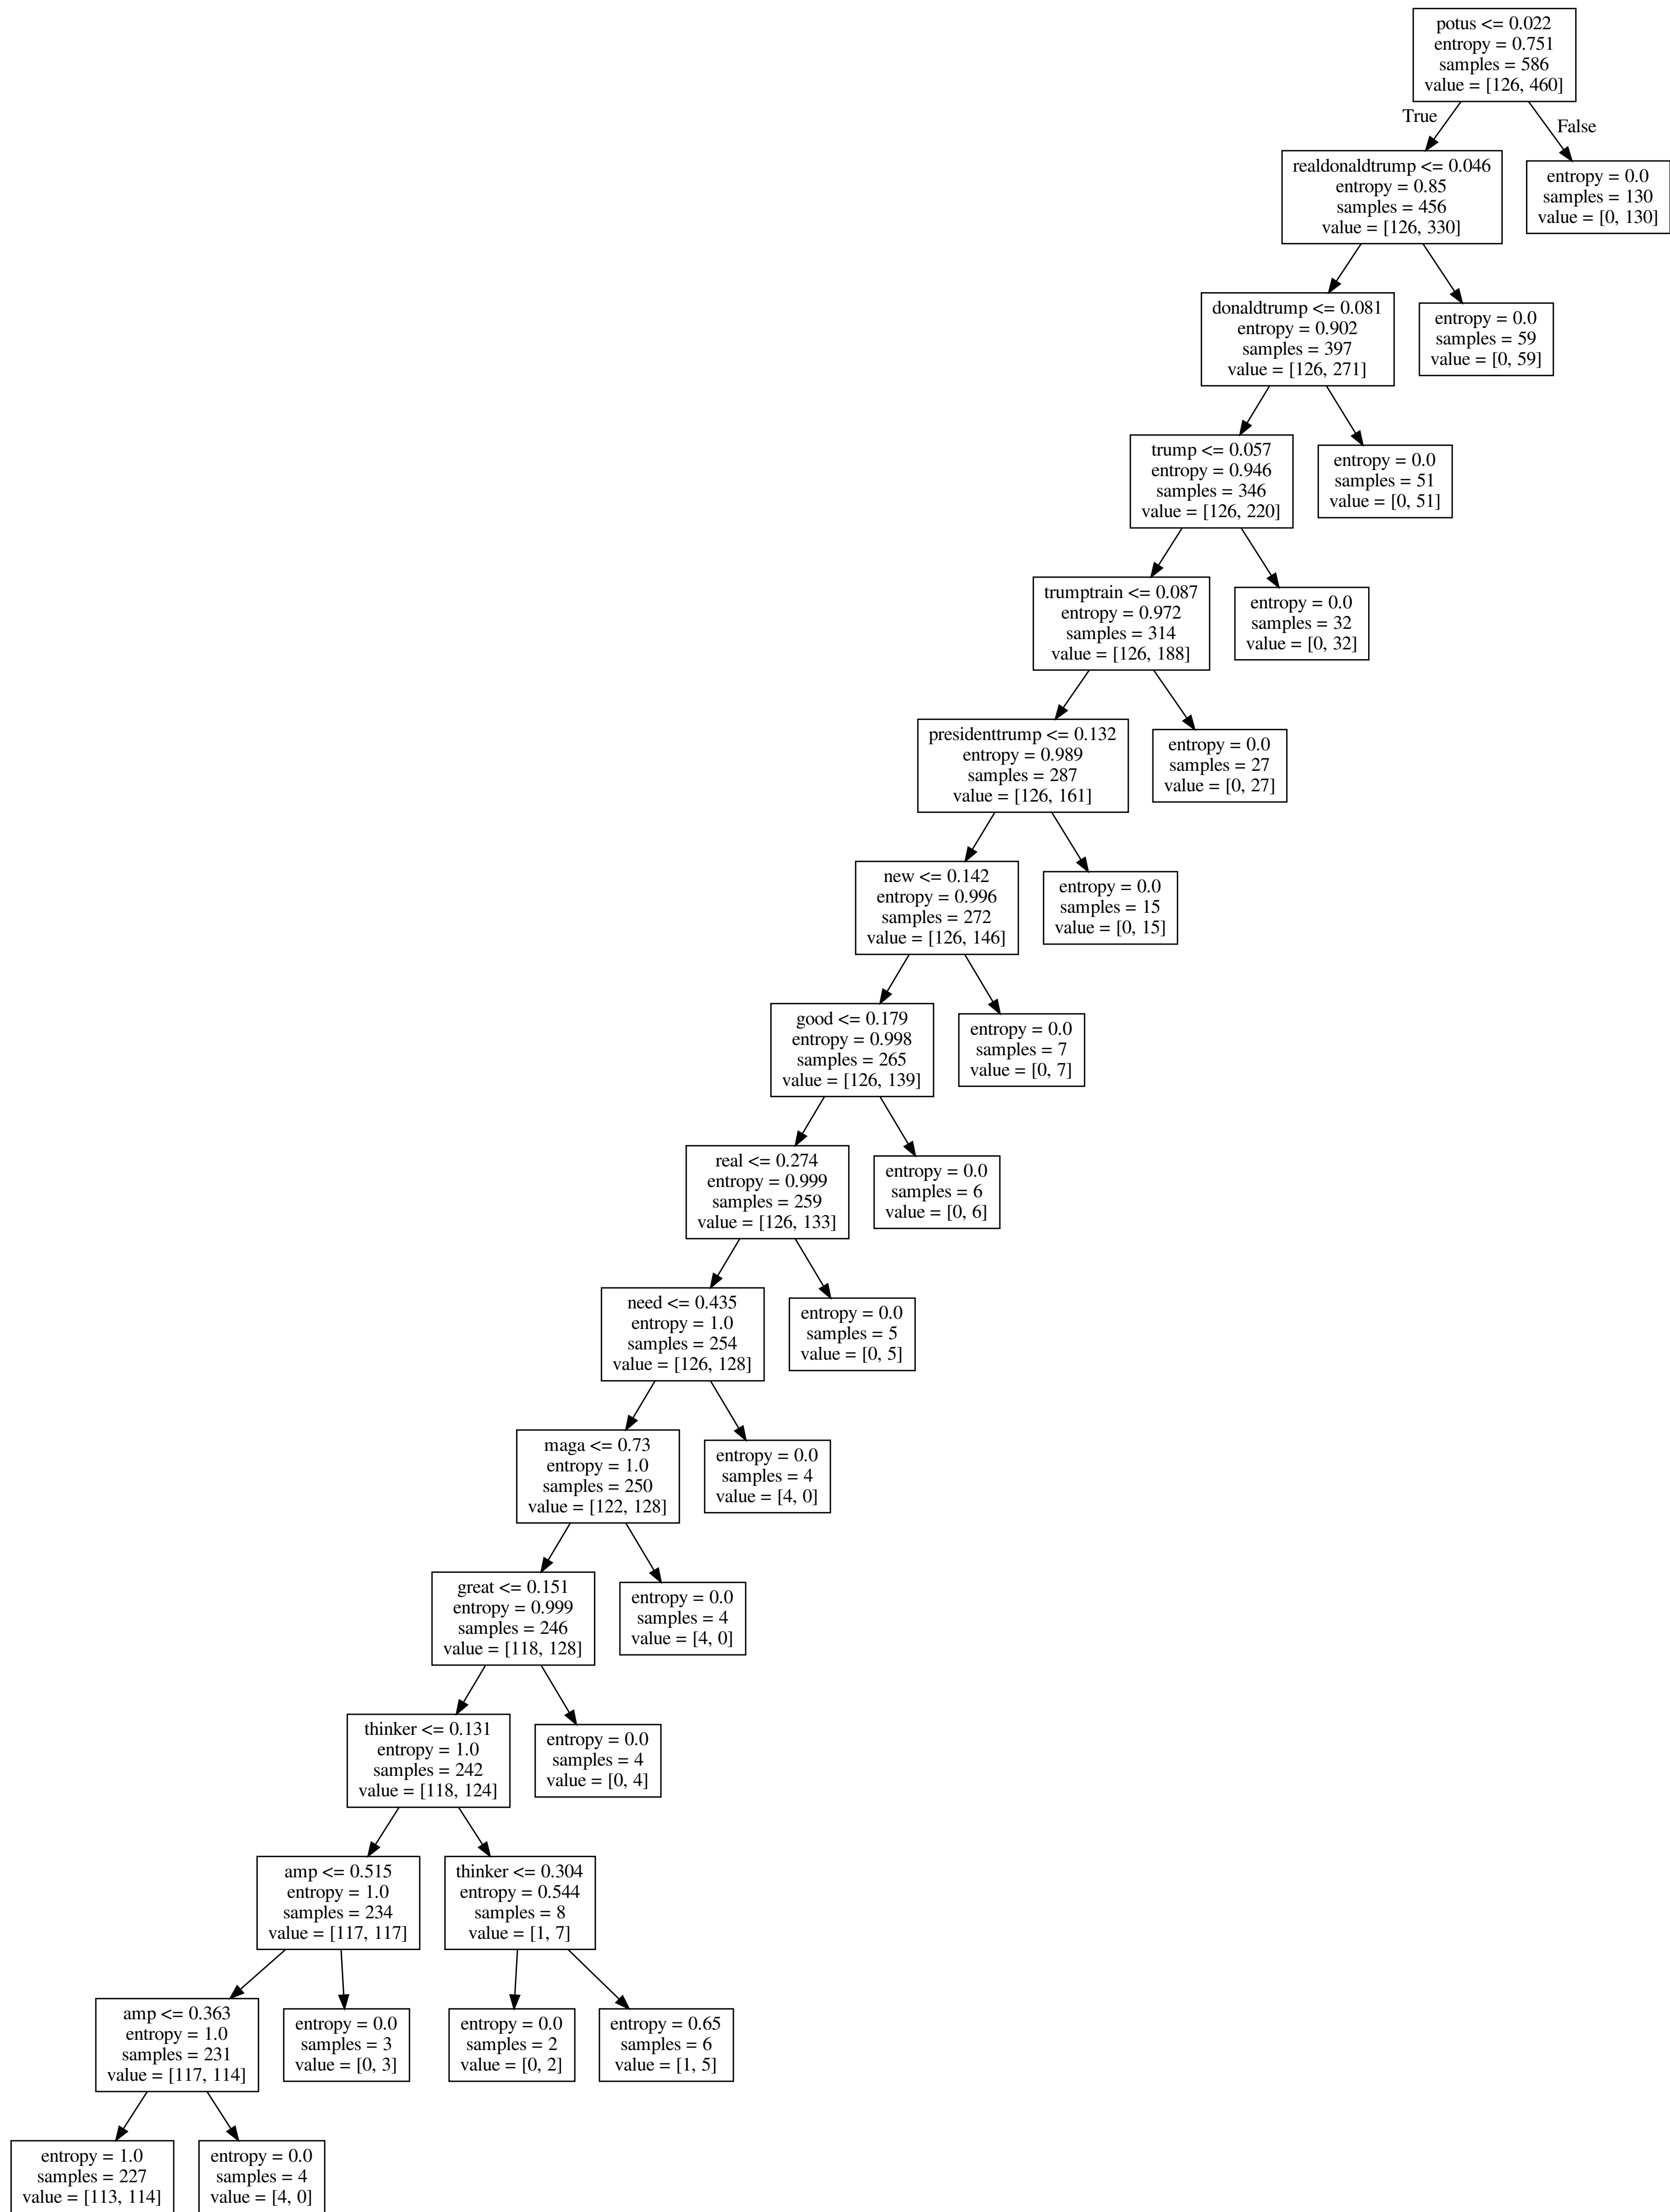 potus <= 0.022
entropy = 0.751
samples = 586
value = [126, 460]
True
False
realdonaldtrump <= 0.046
entropy = 0.85
samples = 456
value = [126, 330]
entropy = 0.0
samples = 130
value = [0, 130]
donaldtrump <= 0.081
entropy = 0.902
samples = 397
value = [126, 271]
entropy = 0.0
samples = 59
value = [0, 59]
trump <= 0.057
entropy = 0.946
samples = 346
value = [126, 220]
entropy = 0.0
samples = 51
value = [0, 51]
trumptrain <= 0.087
entropy = 0.972
samples = 314
value = [126, 188]
entropy = 0.0
samples = 32
value = [0, 32]
presidenttrump <= 0.132
entropy = 0.989
samples = 287
value = [126, 161]
entropy = 0.0
samples = 27
value = [0, 27]
new <= 0.142
entropy = 0.996
samples = 272
value = [126, 146]
entropy = 0.0
samples = 15
value = [0, 15]
good <= 0.179
entropy = 0.998
samples = 265
value = [126, 139]
entropy = 0.0
samples = 7
value = [0, 7]
real <= 0.274
entropy = 0.999
samples = 259
value = [126, 133]
entropy = 0.0
samples = 6
value = [0, 6]
need <= 0.435
entropy = 1.0
samples = 254
value = [126, 128]
entropy = 0.0
samples = 5
value = [0, 5]
maga <= 0.73
entropy = 1.0
samples = 250
value = [122, 128]
entropy = 0.0
samples = 4
value = [4, 0]
great <= 0.151
entropy = 0.999
samples = 246
value = [118, 128]
entropy = 0.0
samples = 4
value = [4, 0]
thinker <= 0.131
entropy = 1.0
samples = 242
value = [118, 124]
entropy = 0.0
samples = 4
value = [0, 4]
amp <= 0.515
entropy = 1.0
samples = 234
value = [117, 117]
thinker <= 0.304
entropy = 0.544
samples = 8
value = [1, 7]
amp <= 0.363
entropy = 1.0
samples = 231
value = [117, 114]
entropy = 0.0
samples = 3
value = [0, 3]
entropy = 0.0
samples = 2
value = [0, 2]
entropy = 0.65
samples = 6
value = [1, 5]
entropy = 1.0
samples = 227
value = [113, 114]
entropy = 0.0
samples = 4
value = [4, 0]